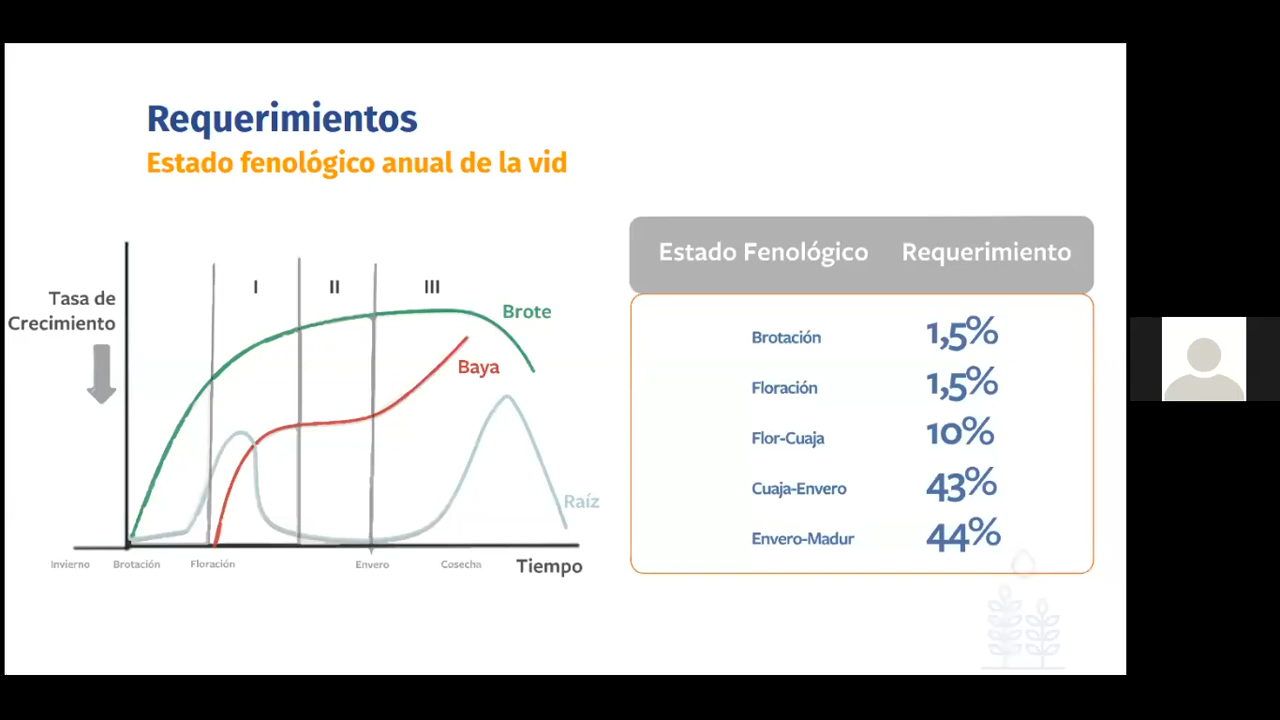 Requerimientos
Estado fenológico anual de la vid
Tasa de
Crecimiento
I
II
III
Brote
Baya
Raíz
Invierno
Brotación
Floración
Envero
Cosecha
Tiempo
Estado Fenológico Requerimiento
Brotación 1,5%
Floración 1,5%
Flor-Cuaja 10%
Cuaja-Envero 43%
Envero-Madur 44%